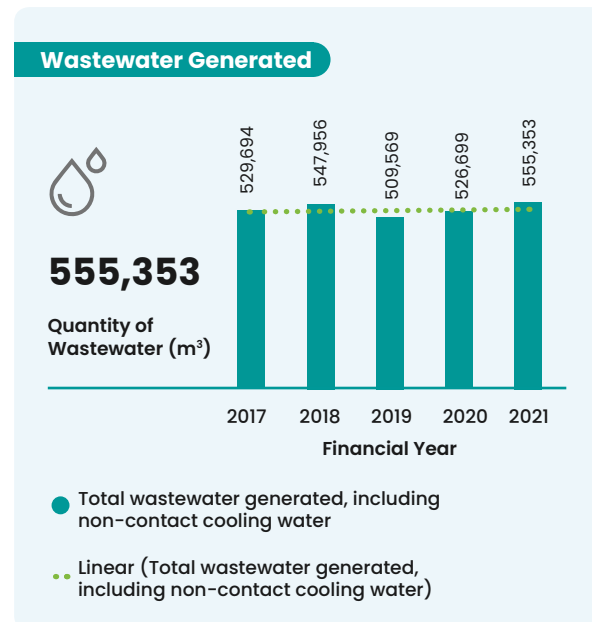 Wastewater Generated
555,353
Quantity of
Wastewater (m³)
529,694
547,956
509,569
526,699
555,353
2017
2018
2019
2020
2021
Financial Year
Total wastewater generated, including
non-contact cooling water
Linear (Total wastewater generated,
including non-contact cooling water)